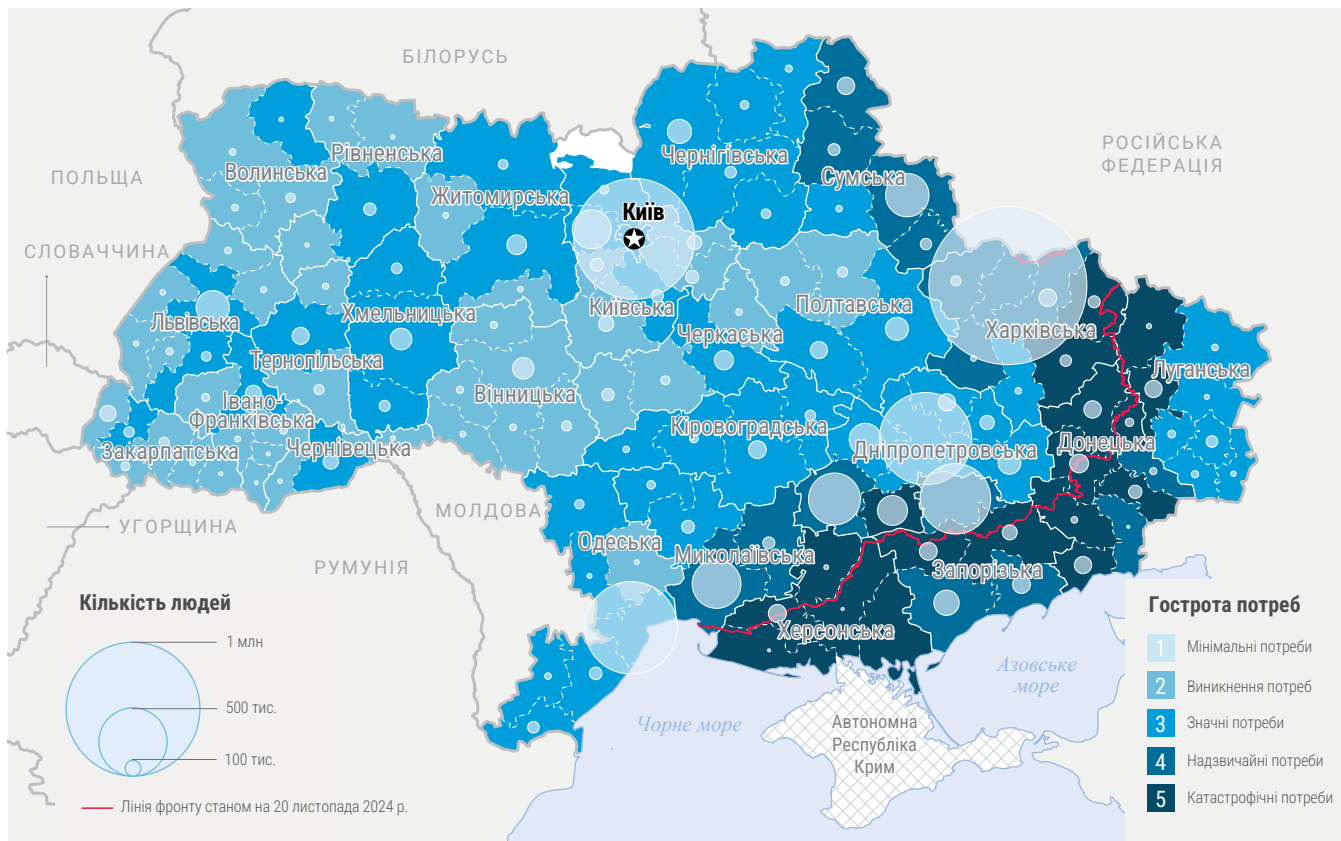 БІЛОРУСЬ
РОСІЙСЬКА
ФЕДЕРАЦІЯ
ПОЛЬЩА
СЛОВАЧЧИНА
УГОРЩИНА
РУМУНІЯ
МОЛДОВА
Волинська
Рівненська
Житомирська
Київ
Чернігівська
Сумська
Львівська
Тернопільська
Хмельницька
Київська
Черкаська
Полтавська
Харківська
Луганська
Івано-
Франківська
Закарпатська
Чернівецька
Вінницька
Кіровоградська
Дніпропетровська
Донецька
Одеська
Миколаївська
Запорізька
Херсонська
Азовське
море
Чорне море
Автономна
Республіка
Крим
Кількість людей
1 млн
500 тис.
100 тис.
Лінія фронту станом на 20 листопада 2024 р.
Гострота потреб
1 Мінімальні потреби
2 Виникнення потреб
3 Значні потреби
4 Надзвичайні потреби
5 Катастрофічні потреби